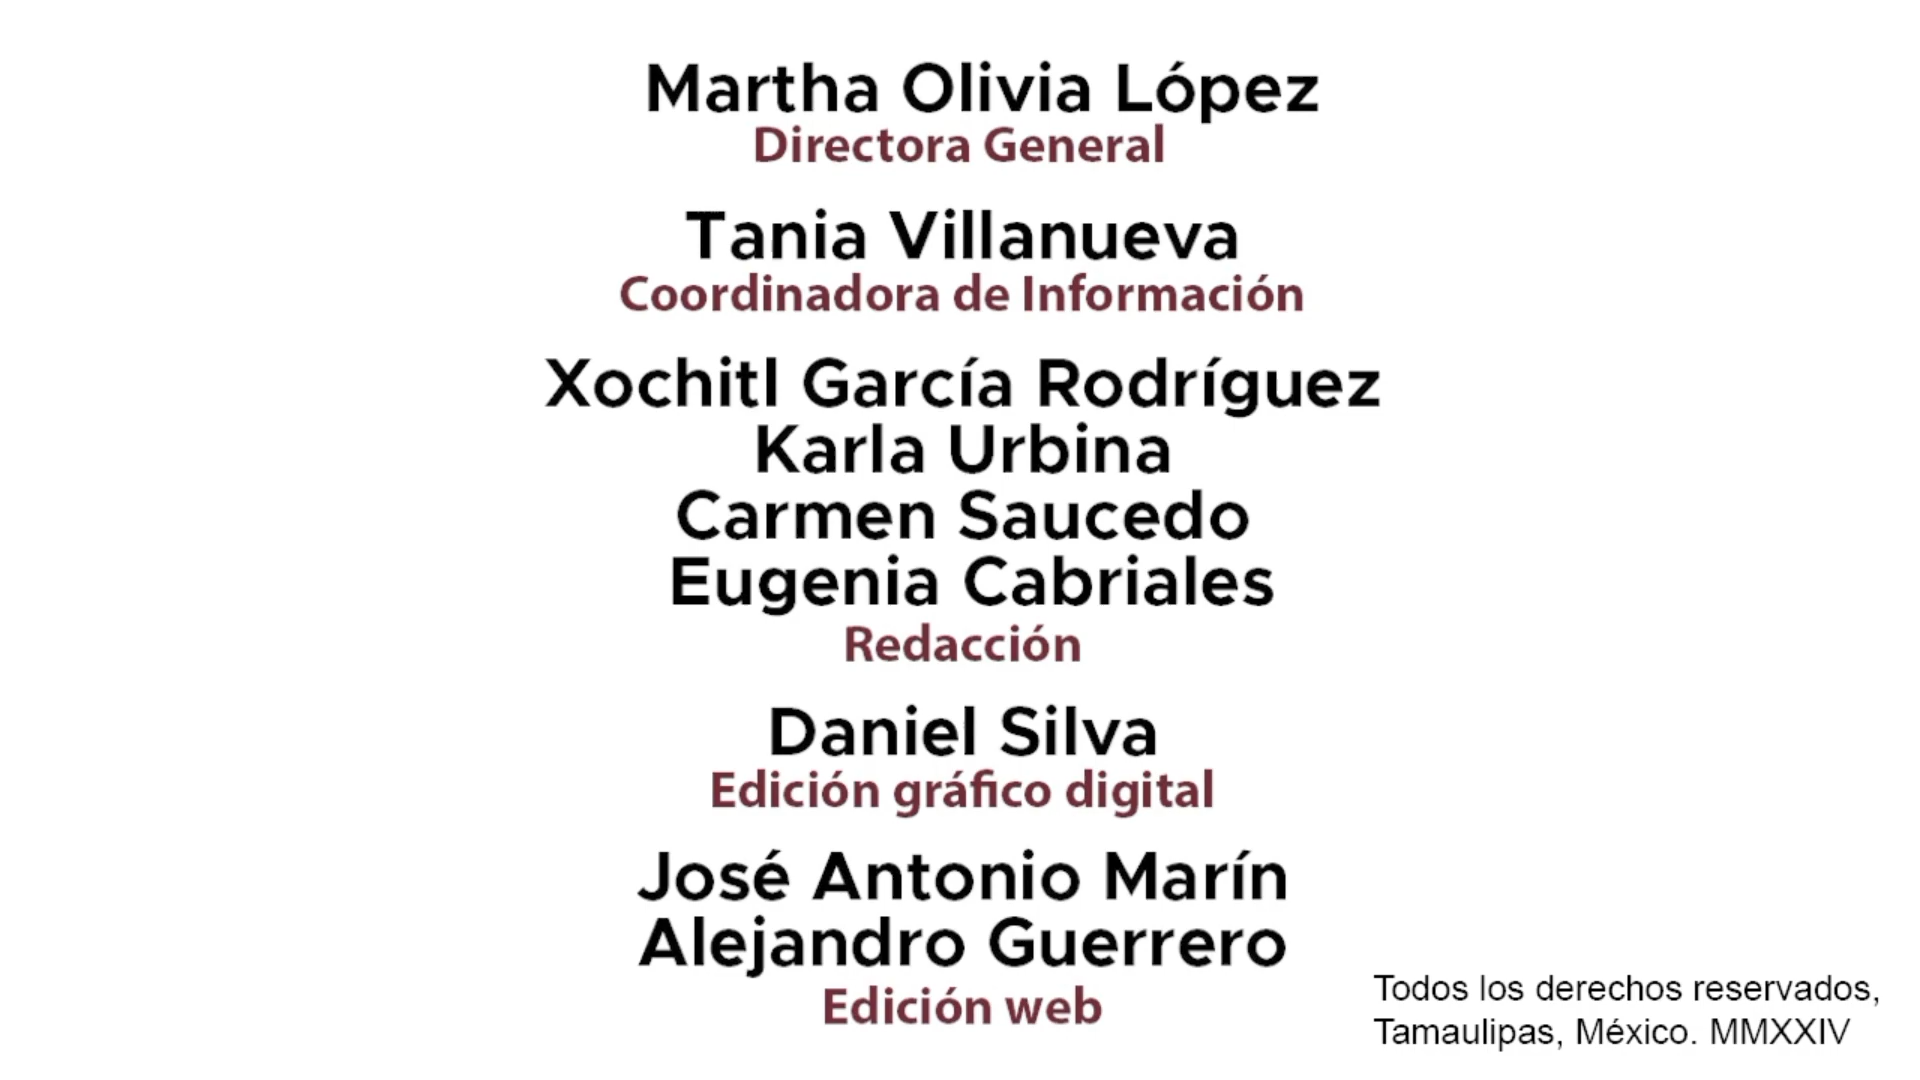 Martha Olivia López
Directora General
Tania Villanueva
Coordinadora de Información
Xochitl García Rodríguez
Karla Urbina
Carmen Saucedo
Eugenia Cabriales
Redacción
Daniel Silva
Edición gráfico digital
José Antonio Marín
Alejandro Guerrero
Edición web
Todos los derechos reservados,
Tamaulipas, México. MMXXIV